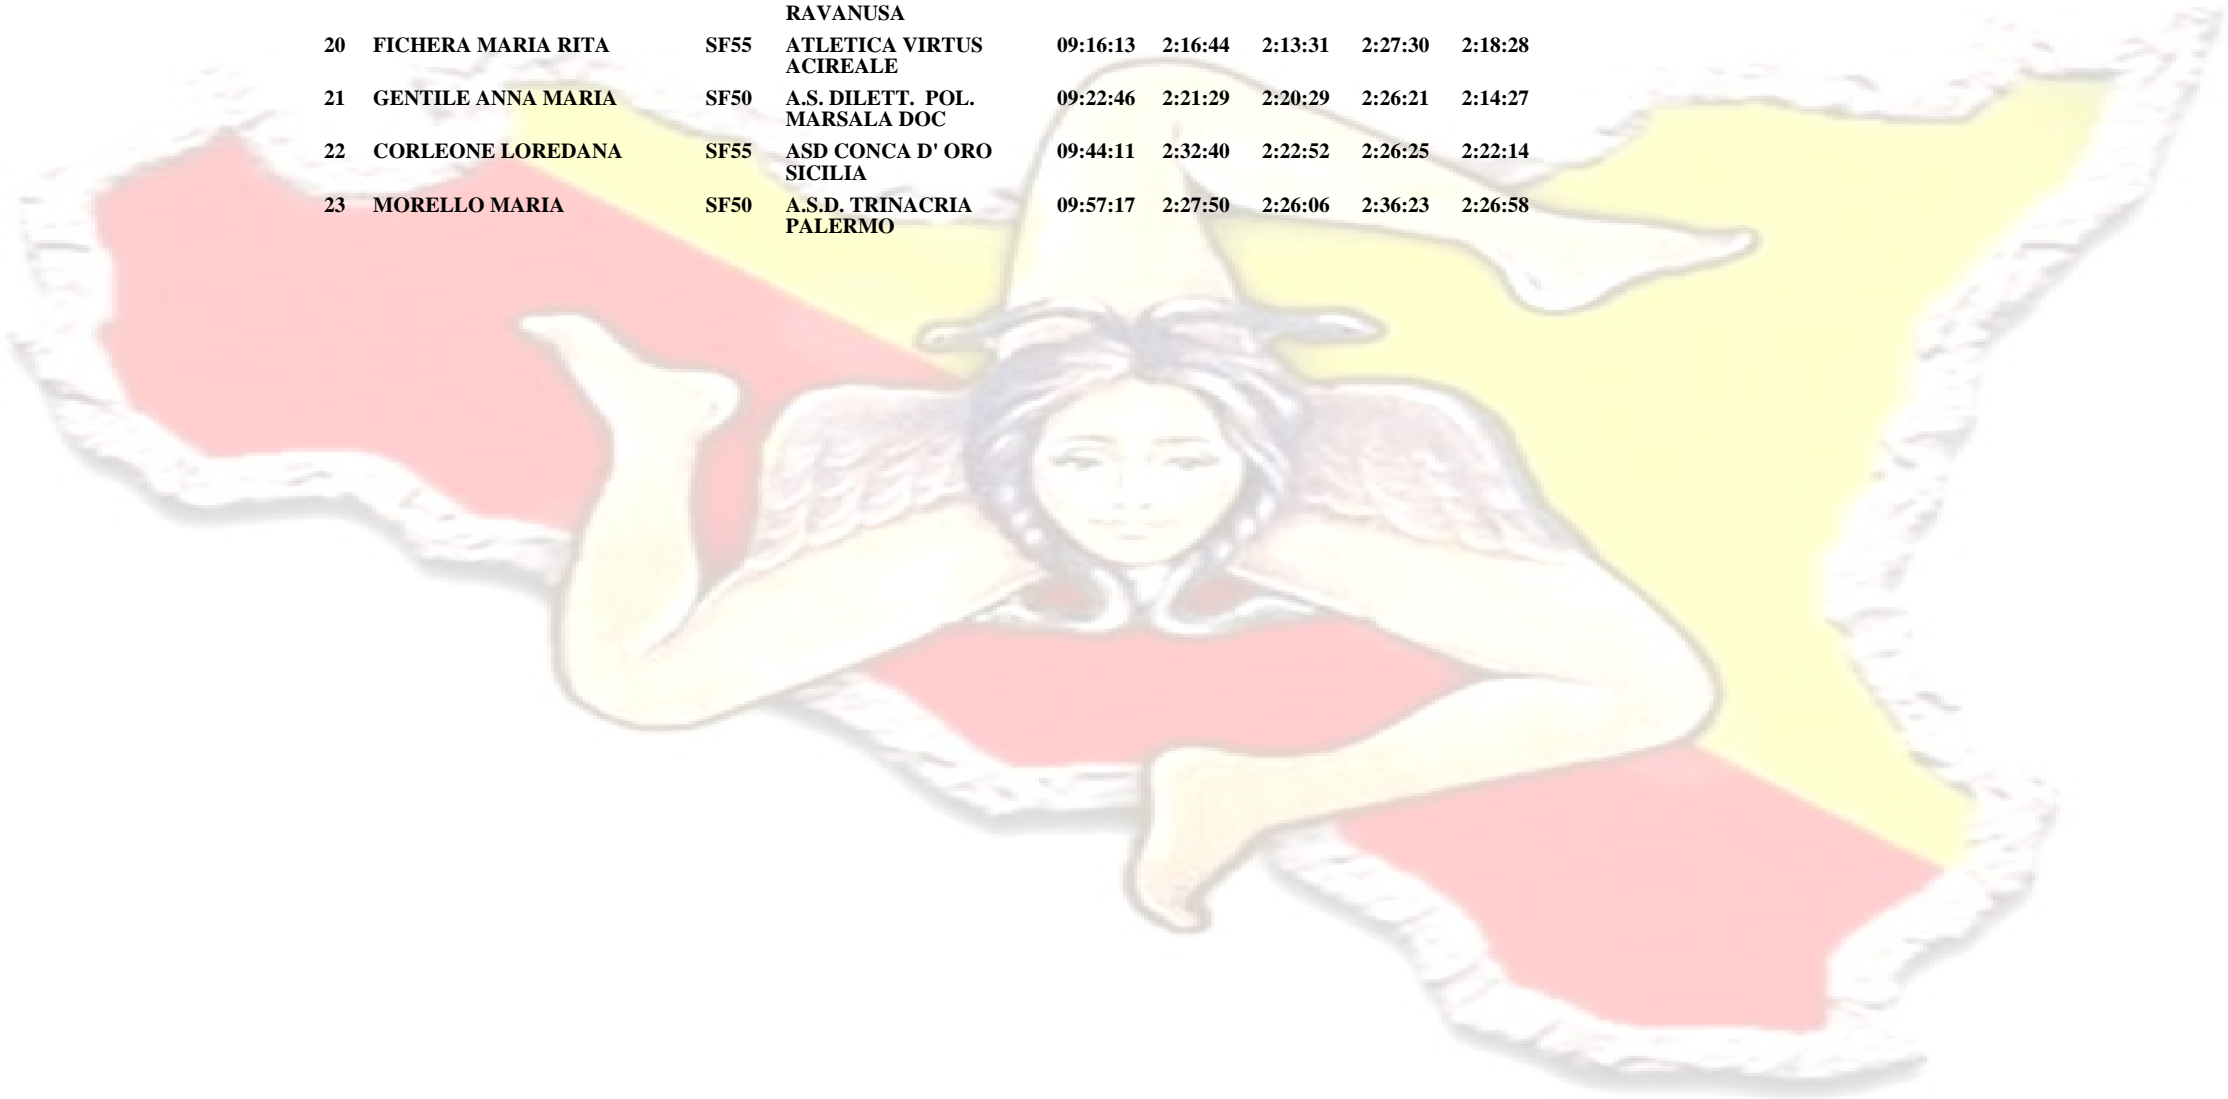 RAVANUSA
20 FICHERA MARIA RITA SF55 ATLETICA VIRTUS 09:16:13 2:16:44 2:13:31 2:27:30 2:18:28
ACIREALE
21 GENTILE ANNA MARIA SF50 A.S. DILETT. POL. 09:22:46 2:21:29 2:20:29 2:26:21 2:14:27
MARSALA DOC
22 CORLEONE LOREDANA SF55 ASD CONCA D' ORO 09:44:11 2:32:40 2:22:52 2:26:25 2:22:14
SICILIA
23 MORELLO MARIA SF50 A.S.D. TRINACRIA 09:57:17 2:27:50 2:26:06 2:36:23 2:26:58
PALERMO